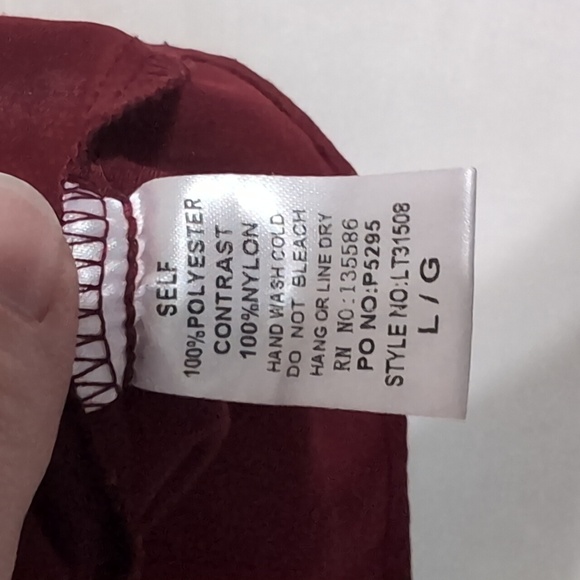 SELF
100%POLYESTER
CONTRAST
100%NYLON
HAND WASH COLD
DO NOT BLEACH
HANG OR LINE DRY
RN NO:135586
PO NO:P5295
STYLE NO:LT31508
L/G